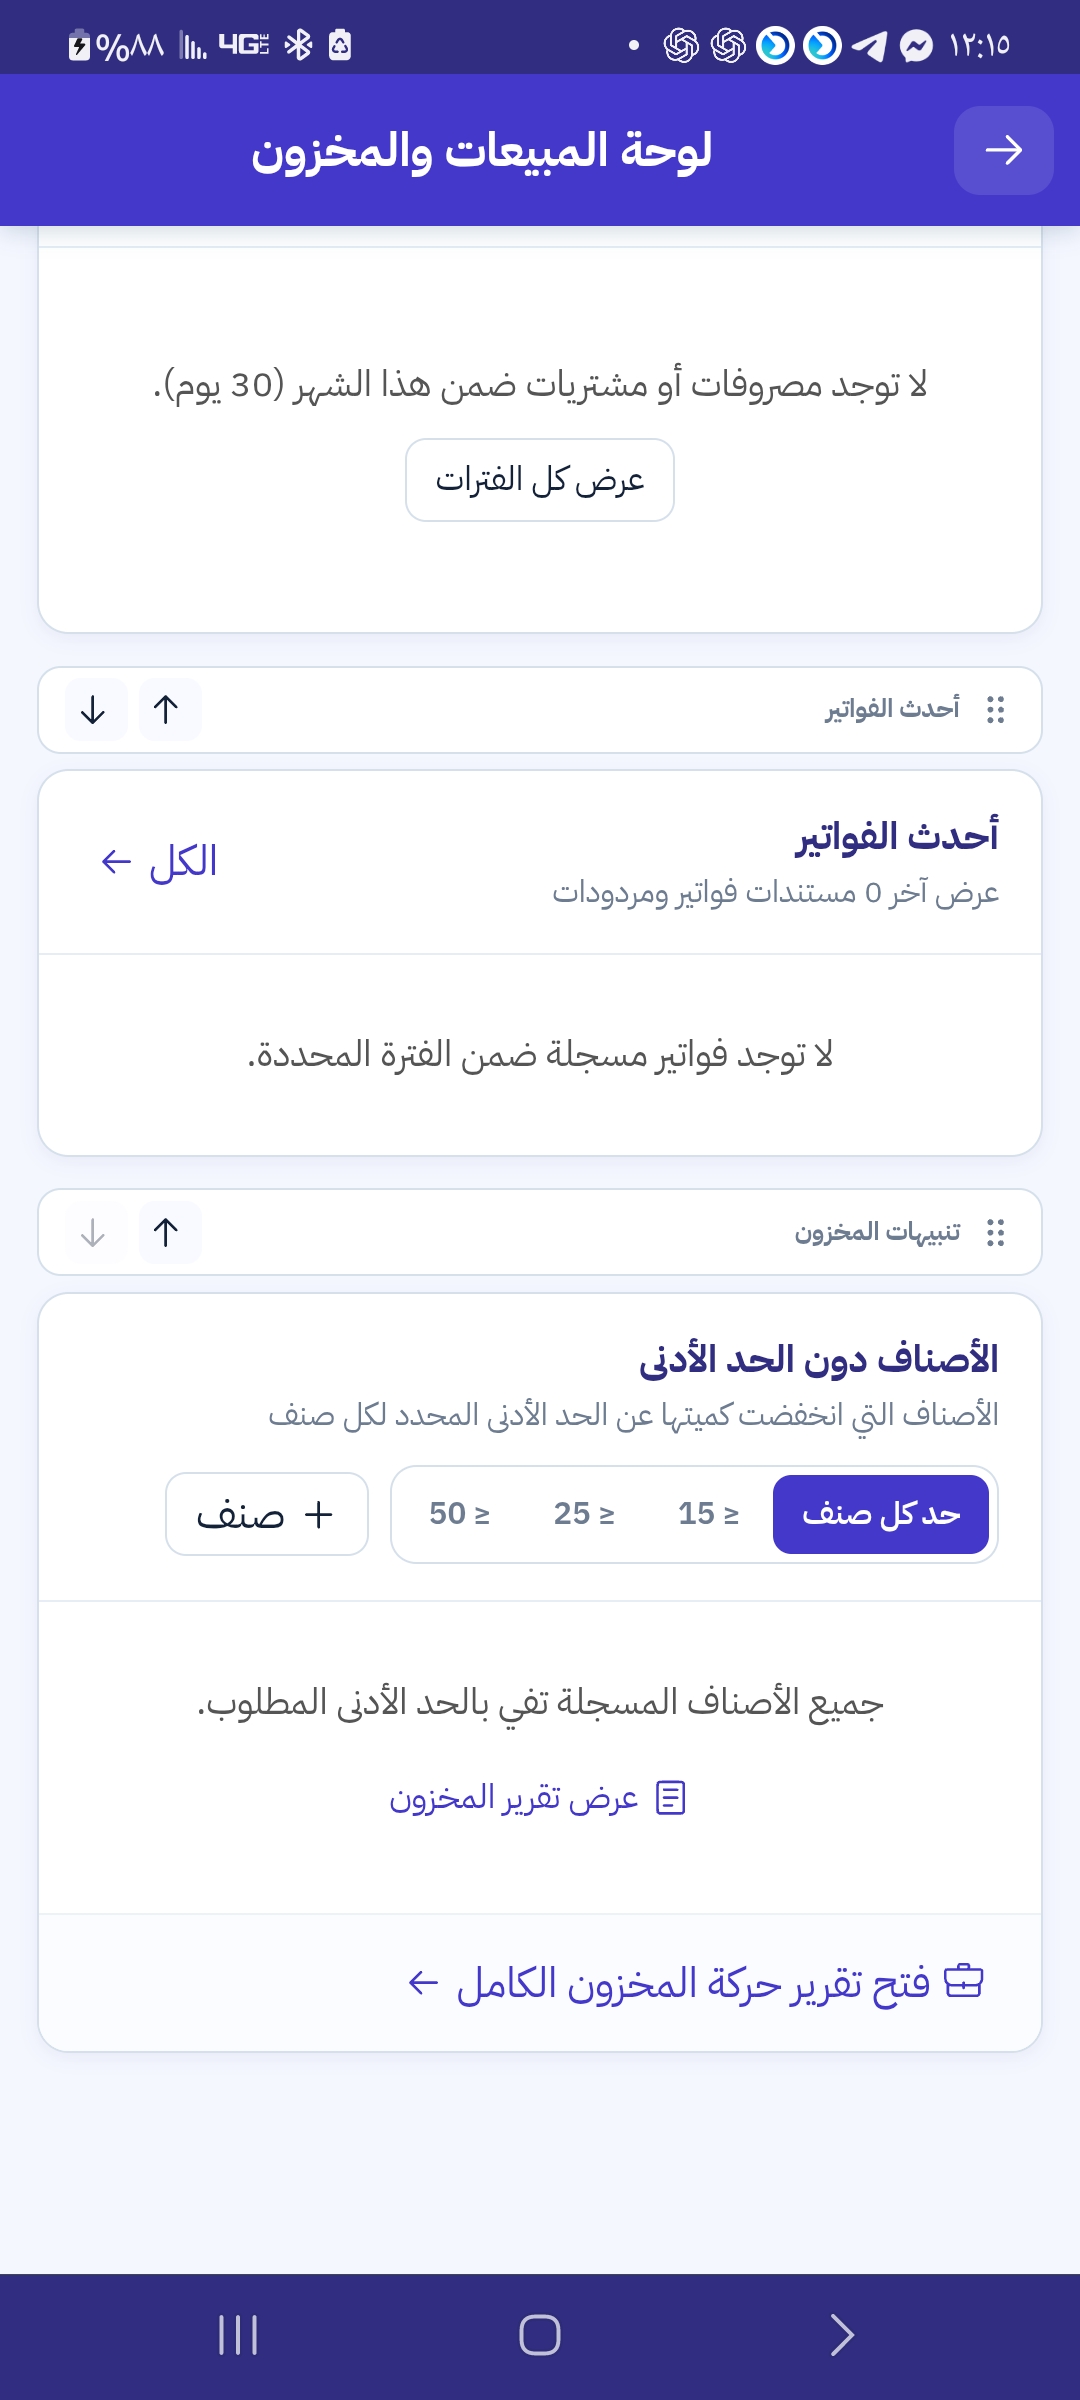 ١٢:١٥
4G LTE
%٨٨
لوحة المبيعات والمخزون
لا توجد مصروفات أو مشتريات ضمن هذا الشهر (30 يوم).
عرض كل الفترات
أحدث الفواتير
أحدث الفواتير
الكل ←
عرض آخر 0 مستندات فواتير ومردودات
لا توجد فواتير مسجلة ضمن الفترة المحددة.
تنبيهات المخزون
الأصناف دون الحد الأدنى
الأصناف التي انخفضت كميتها عن الحد الأدنى المحدد لكل صنف
حد كل صنف
≥ 15
≥ 25
≥ 50
+ صنف
جميع الأصناف المسجلة تفي بالحد الأدنى المطلوب.
عرض تقرير المخزون
فتح تقرير حركة المخزون الكامل ←